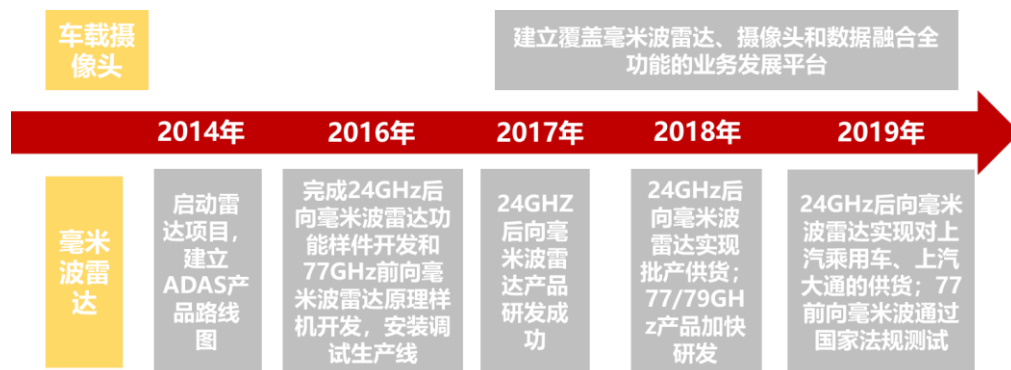 车载摄
像头
建立覆盖毫米波雷达、摄像头和数据融合全
功能的业务发展平台
2014年
2016年
2017年
2018年
2019年
毫米
波雷
达
启动雷
达项目，
建立
ADAS产
品路线
图
完成24GHz后
向毫米波雷达功
能样件开发和
77GHz前向毫
米波雷达原理样
机开发，安装调
试生产线
24GHZ
后向毫
米波雷
达产品
研发成
功
24GHz后
向毫米波
雷达实现
批产供货；
77/79GH
z产品加快
研发
24GHz后向毫米
波雷达实现对上
汽乘用车、上汽
大通的供货；77
前向毫米波通过
国家法规测试